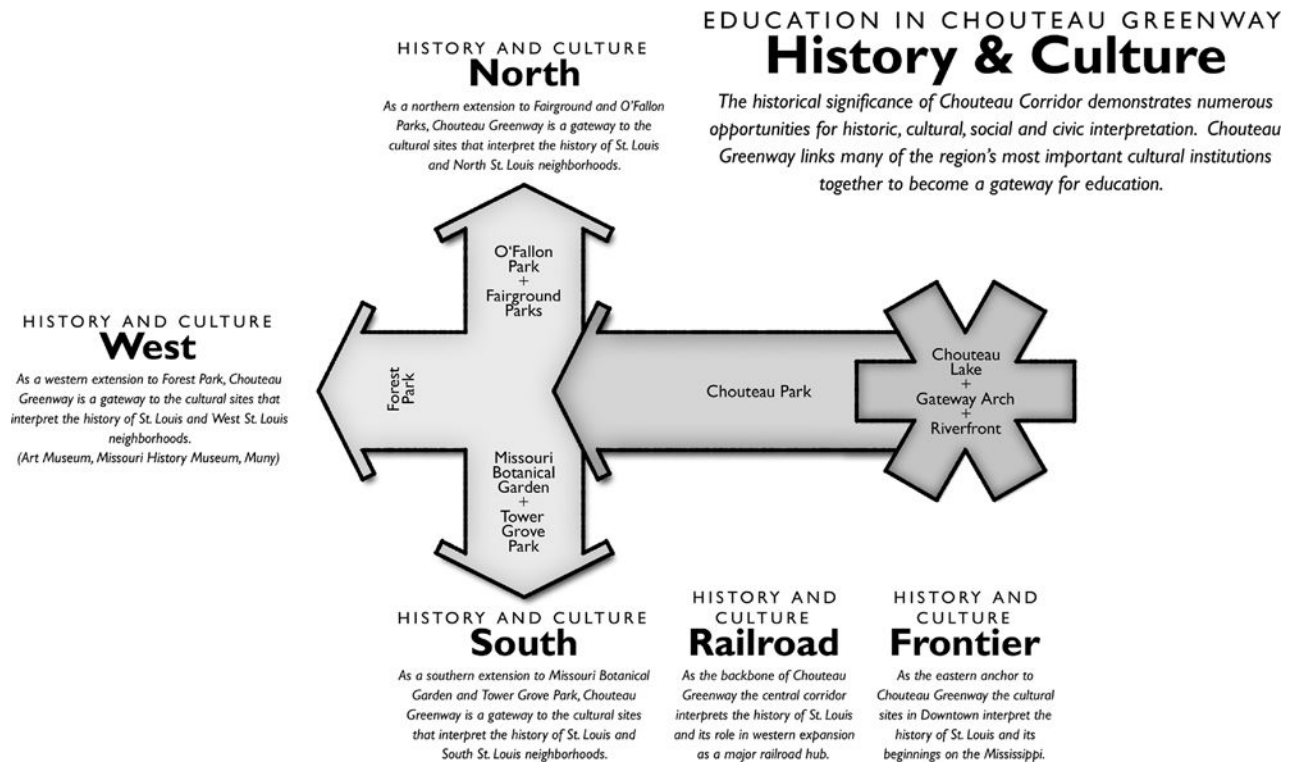 EDUCATION IN CHOUTEAU GREENWAY
History & Culture
The historical significance of Chouteau Corridor demonstrates numerous
opportunities for historic, cultural, social and civic interpretation. Chouteau
Greenway links many of the region's most important cultural institutions
together to become a gateway for education.
HISTORY AND CULTURE
North
As a northern extension to Fairground and O'Fallon
Parks, Chouteau Greenway is a gateway to the
cultural sites that interpret the history of St. Louis
and North St. Louis neighborhoods.
O'Fallon
Park
+
Fairground
Parks
HISTORY AND CULTURE
West
As a western extension to Forest Park, Chouteau
Greenway is a gateway to the cultural sites that
interpret the history of St. Louis and West St. Louis
neighborhoods.
(Art Museum, Missouri History Museum, Muny)
Forest
Park
Chouteau Park
Chouteau
Lake
+
Gateway Arch
+
Riverfront
Missouri
Botanical
Garden
+
Tower
Grove
Park
HISTORY AND CULTURE
South
As a southern extension to Missouri Botanical
Garden and Tower Grove Park, Chouteau
Greenway is a gateway to the cultural sites
that interpret the history of St. Louis and
South St. Louis neighborhoods.
HISTORY AND
CULTURE
Railroad
As the backbone of Chouteau
Greenway the central corridor
interprets the history of St. Louis
and its role in western expansion
as a major railroad hub.
HISTORY AND
CULTURE
Frontier
As the eastern anchor to
Chouteau Greenway the cultural
sites in Downtown interpret the
history of St. Louis and its
beginnings on the Mississippi.